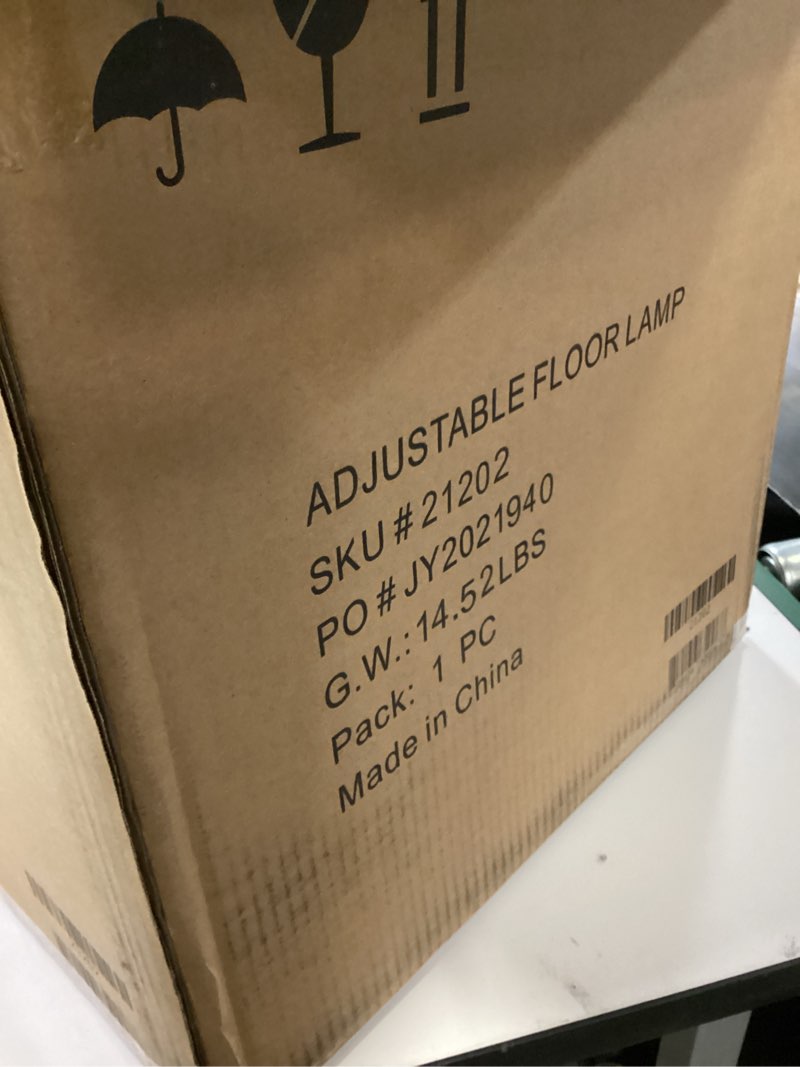 ADJUSTABLE FLOOR LAMP
SKU # 21202
PO # JY2021940
G.W.: 14.52LBS
Pack: 1 PC
Made in China